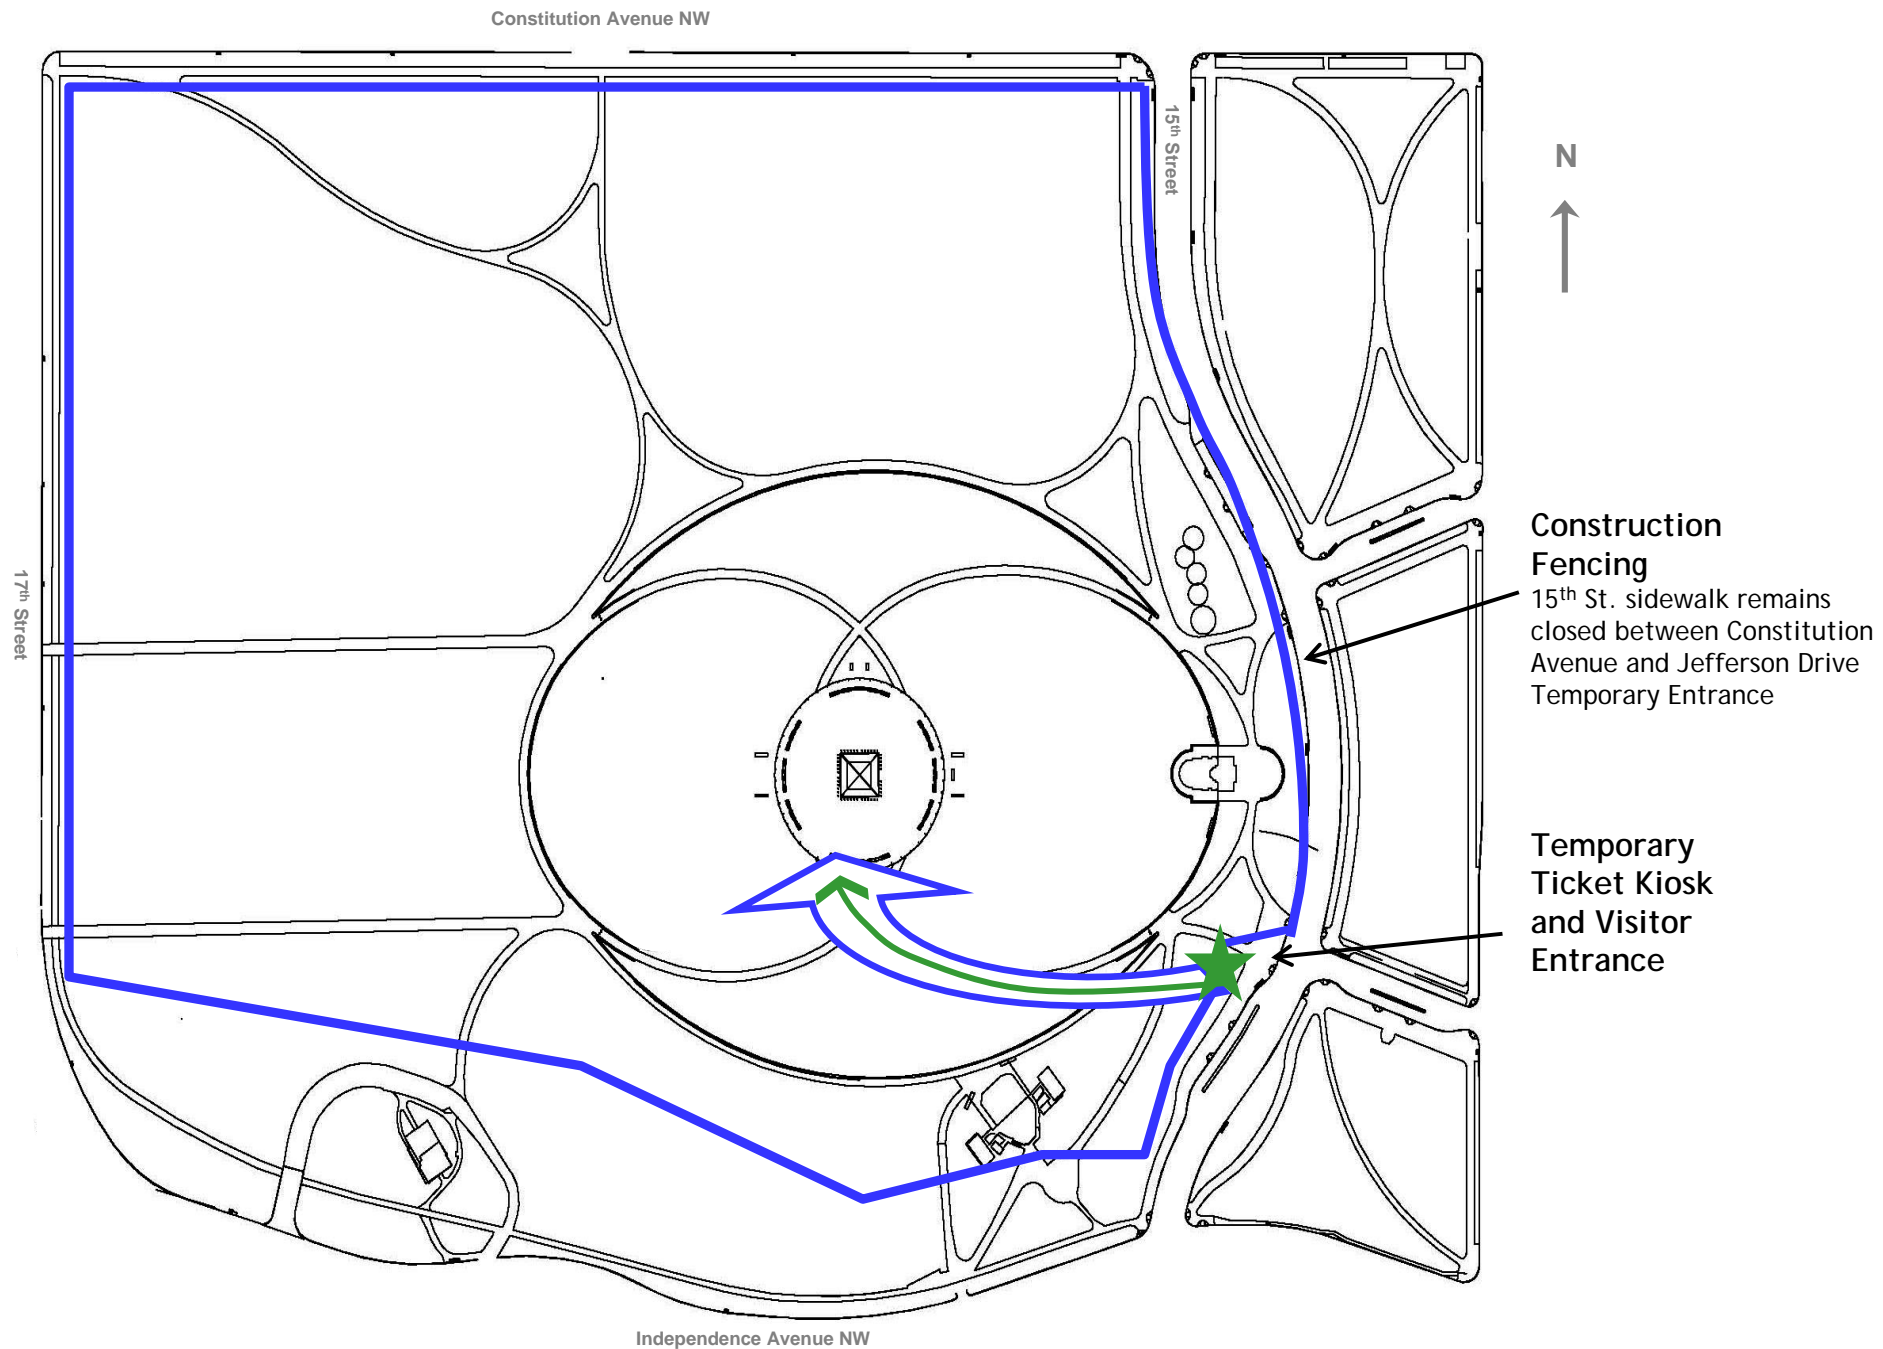 Constitution Avenue NW
15th Street
N
17th Street
Construction
Fencing
15th St. sidewalk remains
closed between Constitution
Avenue and Jefferson Drive
Temporary Entrance
Temporary
Ticket Kiosk
and Visitor
Entrance
Independence Avenue NW